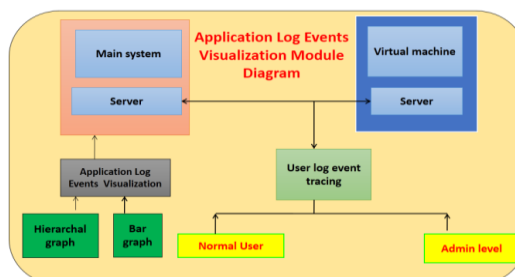 Main system
Server
Application Log Events
Visualization Module
Diagram
Virtual machine
Server
Application Log
Events Visualization
User log event
tracing
Hierarchal
graph
Bar
graph
Normal User
Admin level